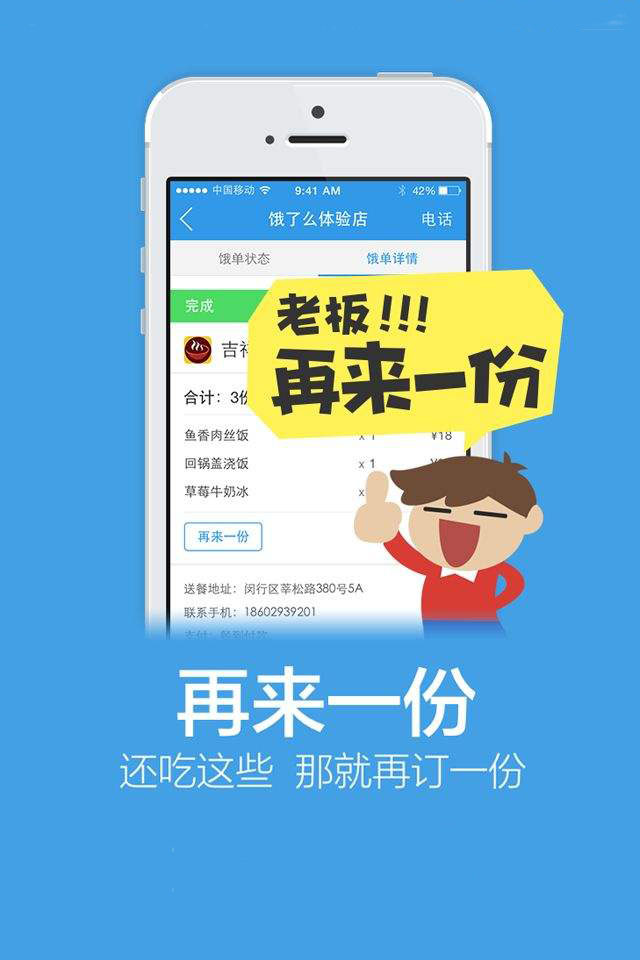 中国移动 9:41 AM 42%
饿了么体验店 电话
饿单状态 饿单详情
完成
老板!!!
再来一份
吉祥
合计：3份
鱼香肉丝饭 x 1 ¥18
回锅盖浇饭 x 1
草莓牛奶冰
再来一份
送餐地址：闵行区莘松路380号5A
联系手机：18602939201
再来一份
还吃这些 那就再订一份